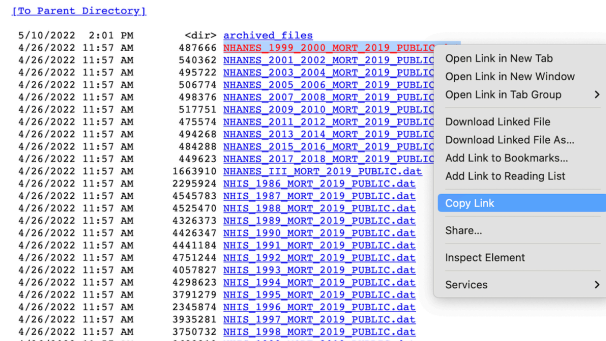 [To Parent Directory]
5/10/2022 2:01 PM <dir> archived_files
4/26/2022 11:57 AM 487666 NHANES_1999_2000_MORT_2019_PUBLIC
4/26/2022 11:57 AM 540362 NHANES_2001_2002_MORT_2019_PUBLIC
4/26/2022 11:57 AM 495722 NHANES_2003_2004_MORT_2019_PUBLIC
4/26/2022 11:57 AM 506774 NHANES_2005_2006_MORT_2019_PUBLIC
4/26/2022 11:57 AM 498376 NHANES_2007_2008_MORT_2019_PUBLIC
4/26/2022 11:57 AM 517751 NHANES_2009_2010_MORT_2019_PUBLIC
4/26/2022 11:57 AM 475574 NHANES_2011_2012_MORT_2019_PUBLIC
4/26/2022 11:57 AM 494268 NHANES_2013_2014_MORT_2019_PUBLIC
4/26/2022 11:57 AM 484288 NHANES_2015_2016_MORT_2019_PUBLIC
4/26/2022 11:57 AM 449623 NHANES_2017_2018_MORT_2019_PUBLIC
4/26/2022 11:57 AM 1663910 NHANES_III_MORT_2019_PUBLIC.dat
4/26/2022 11:57 AM 2295924 NHIS_1986_MORT_2019_PUBLIC.dat
4/26/2022 11:57 AM 4545783 NHIS_1987_MORT_2019_PUBLIC.dat
4/26/2022 11:57 AM 4525470 NHIS_1988_MORT_2019_PUBLIC.dat
4/26/2022 11:57 AM 4326373 NHIS_1989_MORT_2019_PUBLIC.dat
4/26/2022 11:57 AM 4426347 NHIS_1990_MORT_2019_PUBLIC.dat
4/26/2022 11:57 AM 4441184 NHIS_1991_MORT_2019_PUBLIC.dat
4/26/2022 11:57 AM 4751244 NHIS_1992_MORT_2019_PUBLIC.dat
4/26/2022 11:57 AM 4057827 NHIS_1993_MORT_2019_PUBLIC.dat
4/26/2022 11:57 AM 4298623 NHIS_1994_MORT_2019_PUBLIC.dat
4/26/2022 11:57 AM 3791279 NHIS_1995_MORT_2019_PUBLIC.dat
4/26/2022 11:57 AM 2345874 NHIS_1996_MORT_2019_PUBLIC.dat
4/26/2022 11:57 AM 3935281 NHIS_1997_MORT_2019_PUBLIC.dat
4/26/2022 11:57 AM 3750732 NHIS_1998_MORT_2019_PUBLIC.dat
Open Link in New Tab
Open Link in New Window
Open Link in Tab Group
Download Linked File
Download Linked File As...
Add Link to Bookmarks...
Add Link to Reading List
Copy Link
Share...
Inspect Element
Services